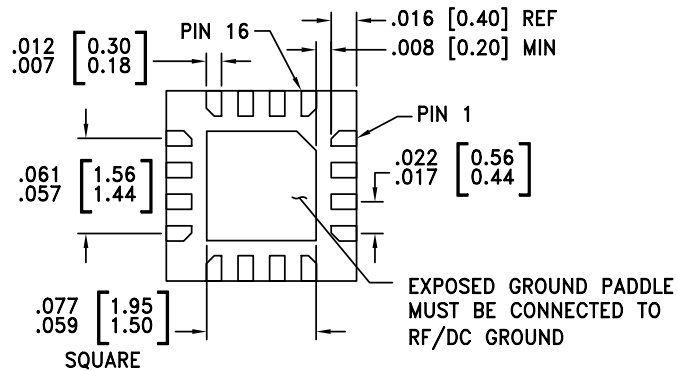 .016 [0.40] REF
PIN 16
.012 [0.30
.007 0.18]
.008 [0.20] MIN
PIN 1
.022 [0.56
.017 0.44]
.061 [1.56
.057 1.44]
.077 [1.95
.059 1.50]
SQUARE
EXPOSED GROUND PADDLE
MUST BE CONNECTED TO
RF/DC GROUND